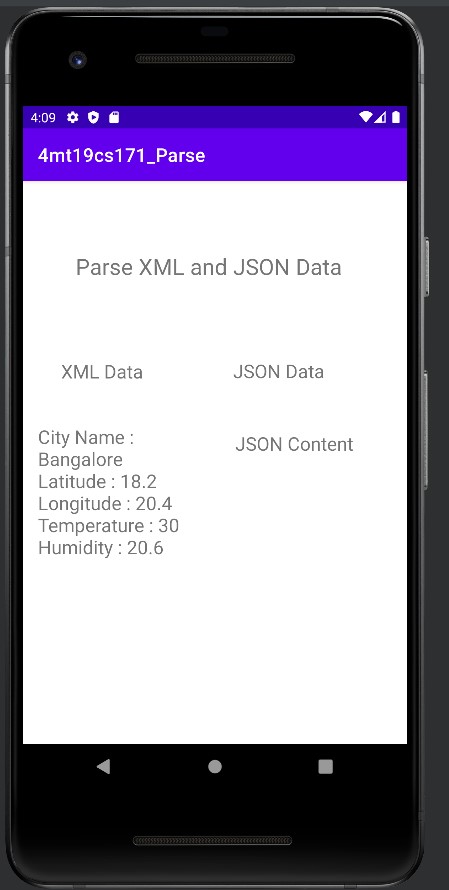 4:09
4mt19cs171_Parse
Parse XML and JSON Data
XML Data
JSON Data
City Name :
Bangalore
Latitude : 18.2
Longitude : 20.4
Temperature : 30
Humidity : 20.6
JSON Content